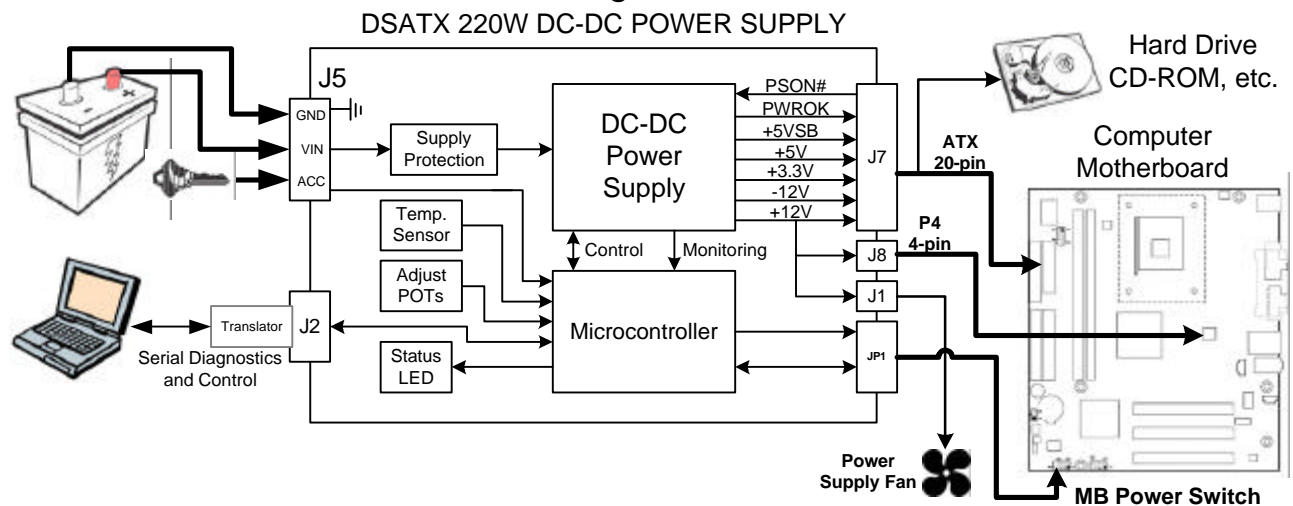 DSATX 220W DC-DC POWER SUPPLY
J5
GND
VIN
ACC
Supply
Protection
DC-DC
Power
Supply
PSON#
PWROK
+5VSB
+5V
+3.3V
-12V
+12V
J7
ATX
20-pin
Hard Drive
CD-ROM, etc.
Computer
Motherboard
Temp.
Sensor
Adjust
POTs
Status
LED
Control
Monitoring
Microcontroller
J8
P4
4-pin
J1
JP1
Translator
J2
Serial Diagnostics
and Control
Power
Supply Fan
MB Power Switch